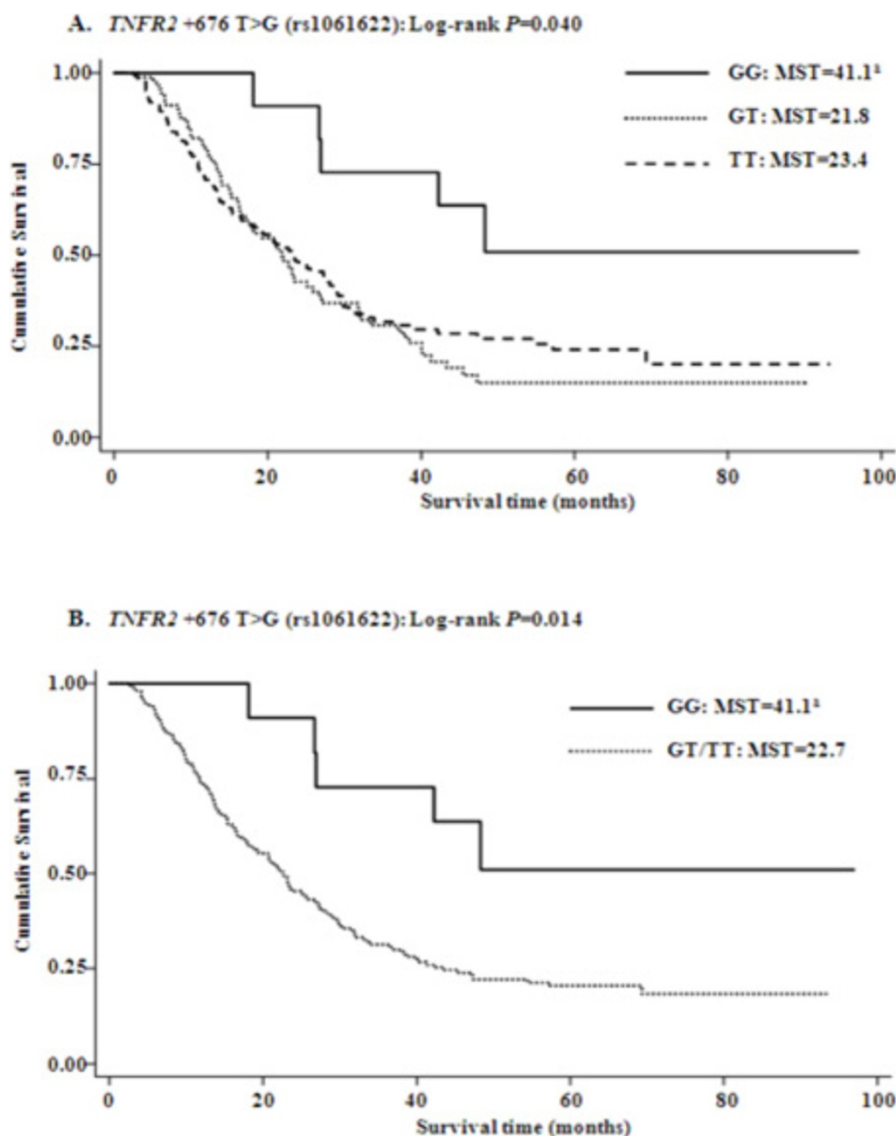 A. TNFR2 +676 T>G (rs1061622): Log-rank P=0.040
1.00
0.75
0.50
0.25
0.00
Cumulative Survival
GG: MST=41.1ª
GT: MST=21.8
TT: MST=23.4
0 20 40 60 80 100
Survival time (months)
B. TNFR2 +676 T>G (rs1061622): Log-rank P=0.014
1.00
0.75
0.50
0.25
0.00
Cumulative Survival
GG: MST=41.1ª
GT/TT: MST=22.7
0 20 40 60 80 100
Survival time (months)